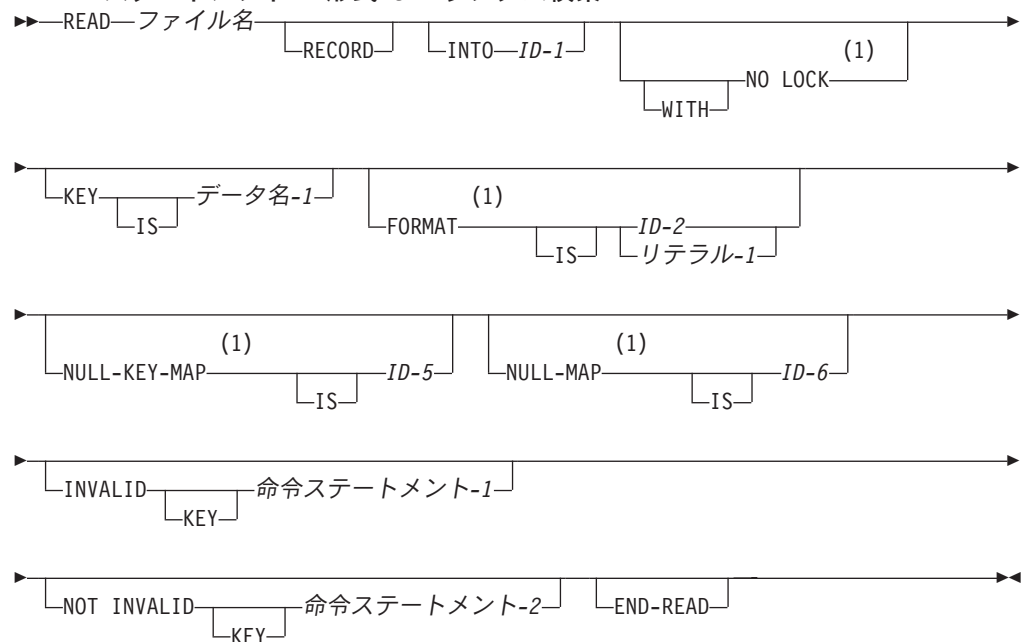 READ ファイル名 RECORD INTO ID-1 (1) NO LOCK WITH
KEY IS データ名-1 (1) FORMAT IS ID-2 リテラル-1
(1) NULL-KEY-MAP IS ID-5 (1) NULL-MAP IS ID-6
INVALID KEY 命令ステートメント-1
NOT INVALID KEY 命令ステートメント-2 END-READ